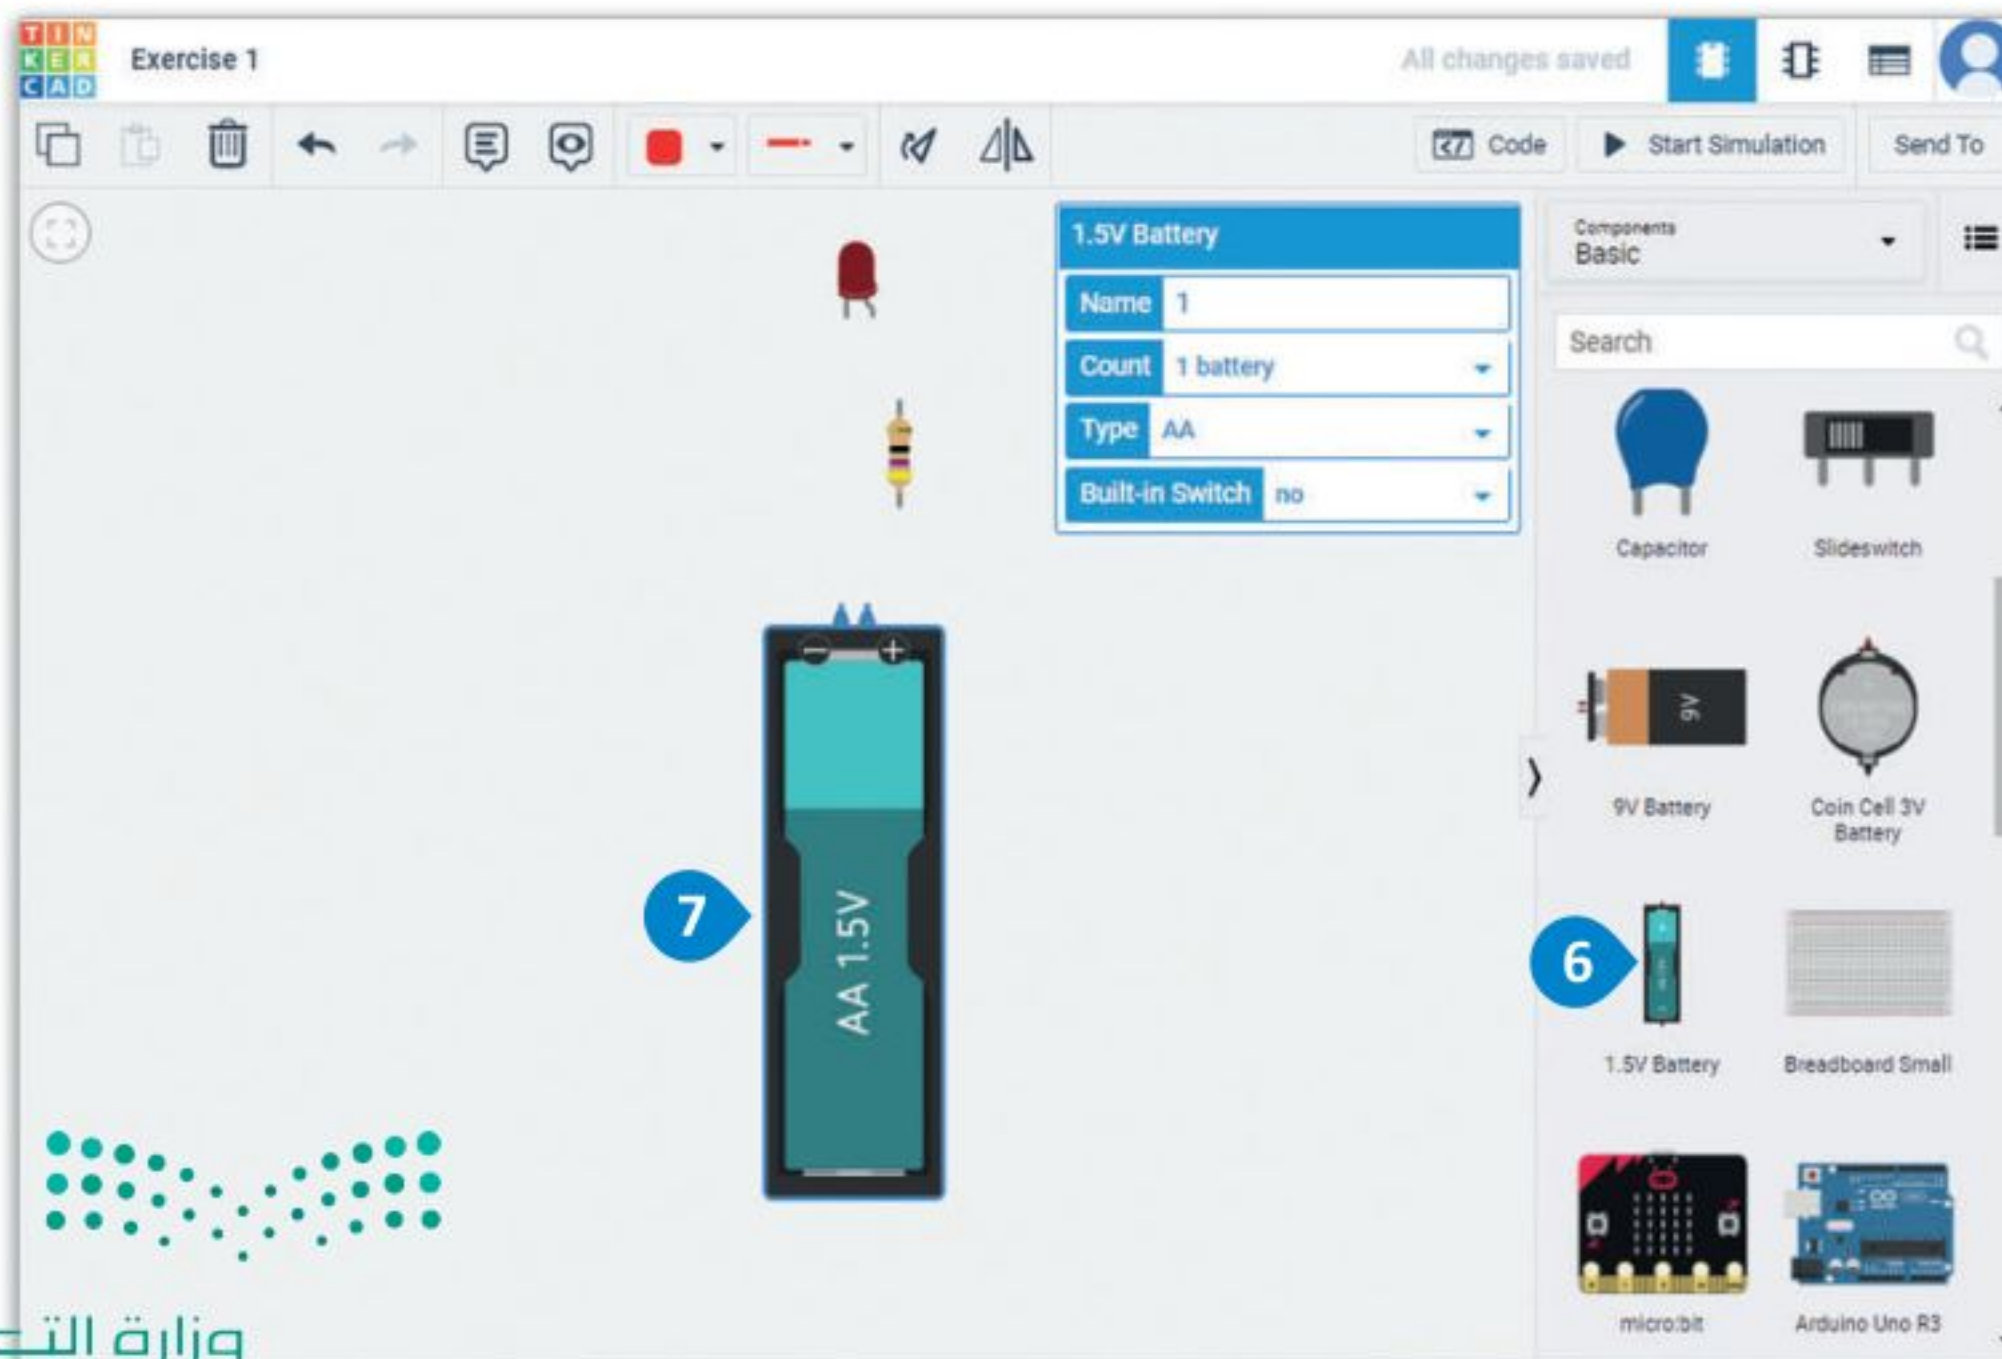 TIN
KER
CAD
Exercise 1
All changes saved
Code
Start Simulation
Send To
1.5V Battery
Name 1
Count 1 battery
Type AA
Built-in Switch no
Components
Basic
Search
Capacitor
Slideswitch
9V
9V Battery
Coin Cell 3V
Battery
- +
AA 1.5V
7
6
1.5V Battery
Breadboard Small
micro:bit
Arduino Uno R3
وزارة